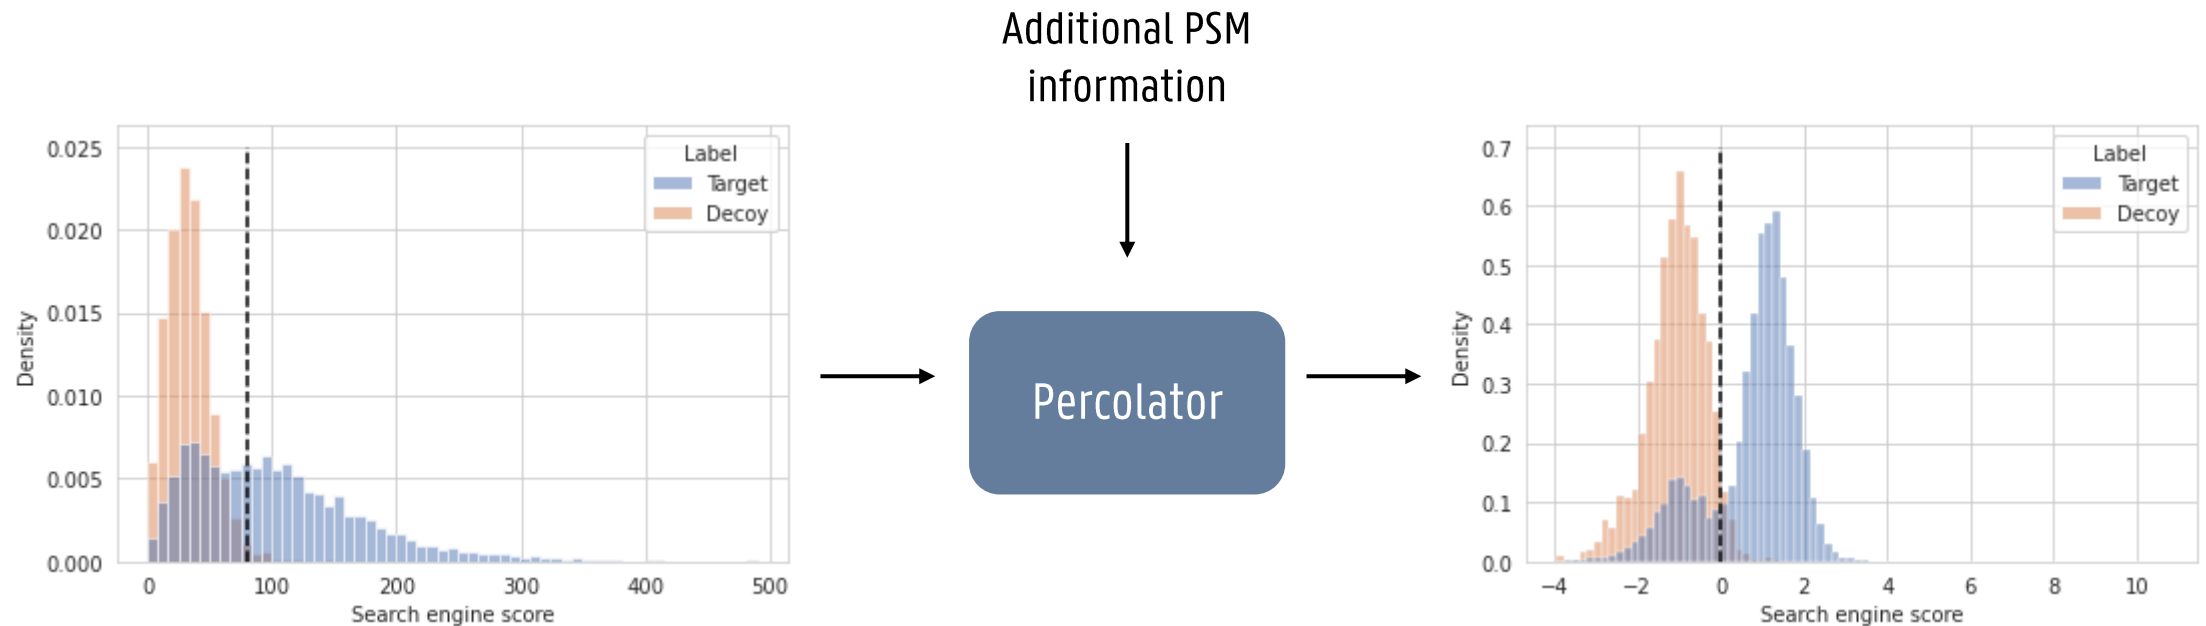 Additional PSM
information
0.025
0.020
0.015
0.010
0.005
0.000
Density
Label
Target
Decoy
0 100 200 300 400 500
Search engine score
Percolator
0.7
0.6
0.5
0.4
0.3
0.2
0.1
0.0
Density
Label
Target
Decoy
−4 −2 0 2 4 6 8 10
Search engine score